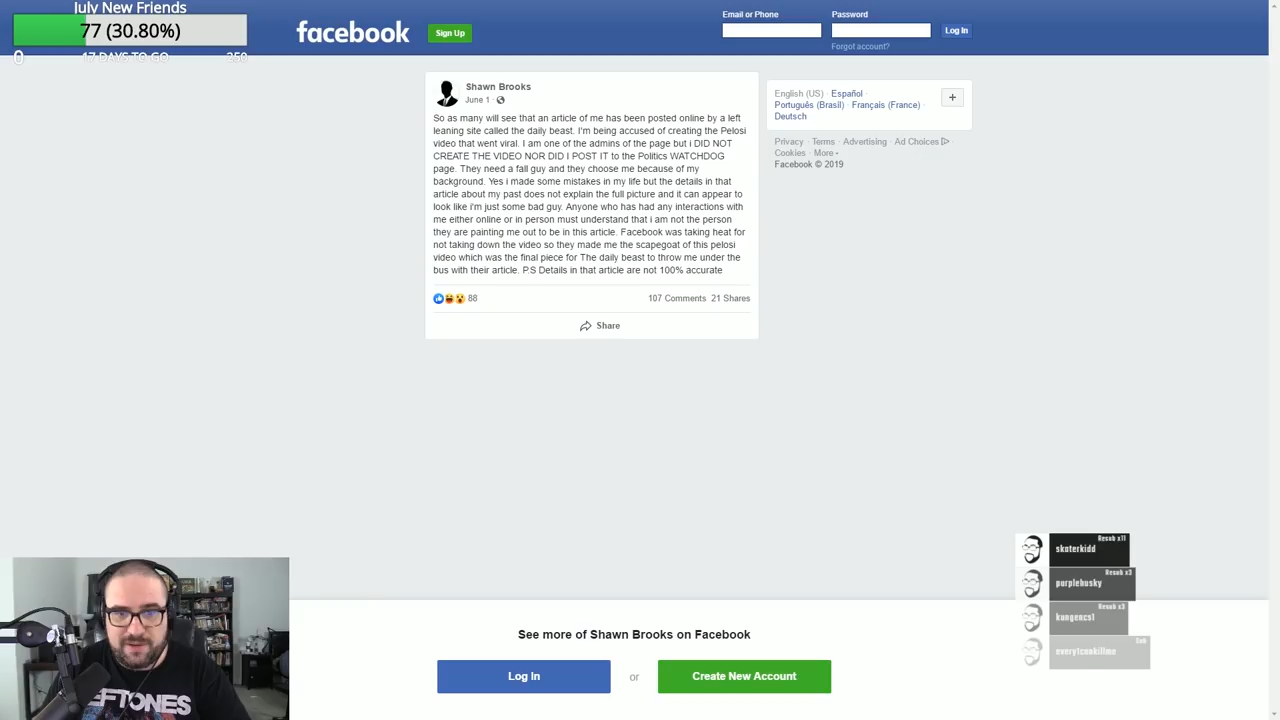 July New Friends
77 (30.80%)
0
17 DAYS TO GO
250
facebook
Sign Up
Email or Phone
Password
Log In
Forgot account?
Shawn Brooks
June 1 ·
So as many will see that an article of me has been posted online by a left
leaning site called the daily beast. I'm being accused of creating the Pelosi
video that went viral. I am one of the admins of the page but i DID NOT
CREATE THE VIDEO NOR DID I POST IT to the Politics WATCHDOG
page. They need a fall guy and they choose me because of my
background. Yes i made some mistakes in my life but the details in that
article about my past does not explain the full picture and it can appear to
look like i'm just some bad guy. Anyone who has had any interactions with
me either online or in person must understand that i am not the person
they are painting me out to be in this article. Facebook was taking heat for
not taking down the video so they made me the scapegoat of this pelosi
video which was the final piece for The daily beast to throw me under the
bus with their article. P.S Details in that article are not 100% accurate
88
107 Comments 21 Shares
Share
English (US) · Español ·
Português (Brasil) · Français (France) ·
Deutsch
+
Privacy · Terms · Advertising · Ad Choices ·
Cookies · More
Facebook © 2019
Resub x11
skaterkidd
Resub x3
purplehusky
Resub x3
kungencs1
Sub
every1cankillme
See more of Shawn Brooks on Facebook
Log In
or
Create New Account
DEFTONES